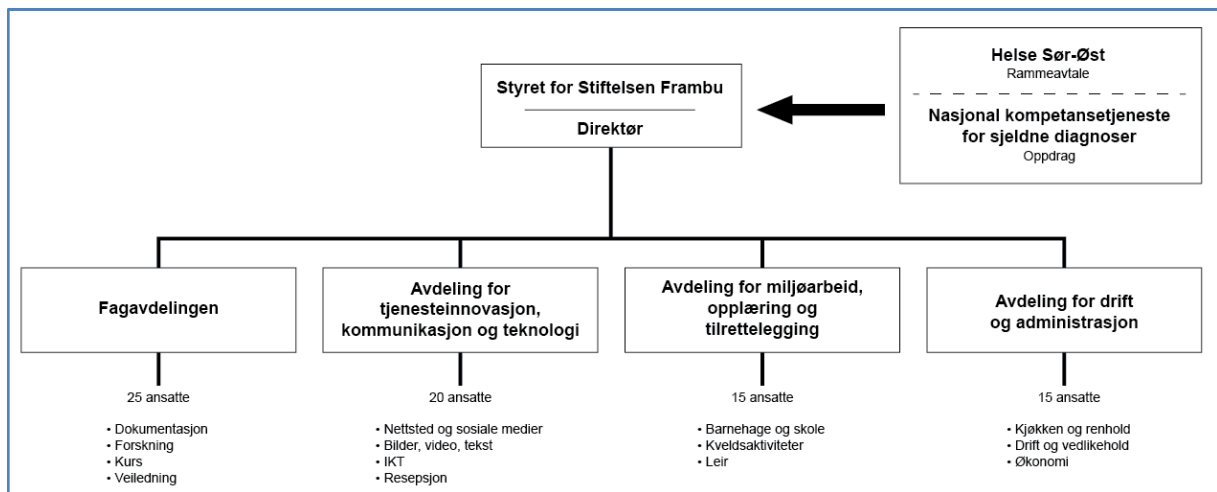 Styret for Stiftelsen Frambu
Direktør
Helse Sør-Øst
Rammeavtale
Nasjonal kompetansetjeneste
for sjeldne diagnoser
Oppdrag
Fagavdelingen
25 ansatte
• Dokumentasjon
• Forskning
• Kurs
• Veiledning
Avdeling for
tjenesteinnovasjon,
kommunikasjon og teknologi
20 ansatte
• Nettsted og sosiale medier
• Bilder, video, tekst
• IKT
• Resepsjon
Avdeling for miljøarbeid,
opplæring og
tilrettelegging
15 ansatte
• Barnehage og skole
• Kveldsaktiviteter
• Leir
Avdeling for drift
og administrasjon
15 ansatte
• Kjøkken og renhold
• Drift og vedlikehold
• Økonomi